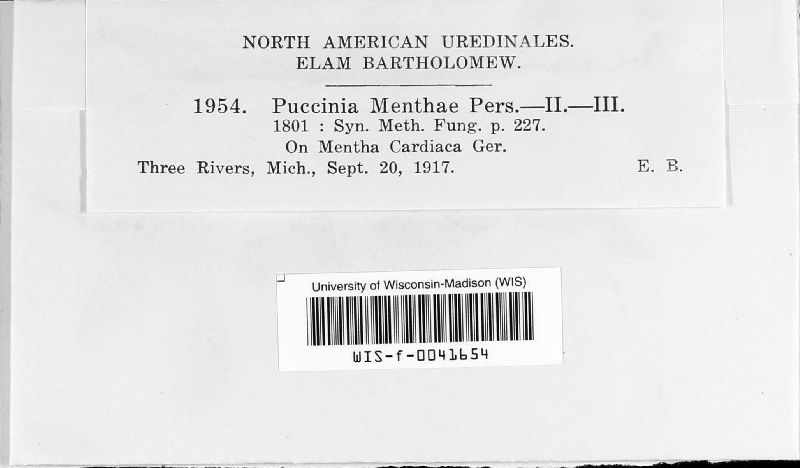 NORTH AMERICAN UREDINALES.
ELAM BARTHOLOMEW.
1954. Puccinia Menthae Pers.—II.—III.
1801 : Syn. Meth. Fung. p. 227.
On Mentha Cardiaca Ger.
Three Rivers, Mich., Sept. 20, 1917. E. B.
University of Wisconsin-Madison (WIS)
WIS-f-0041654